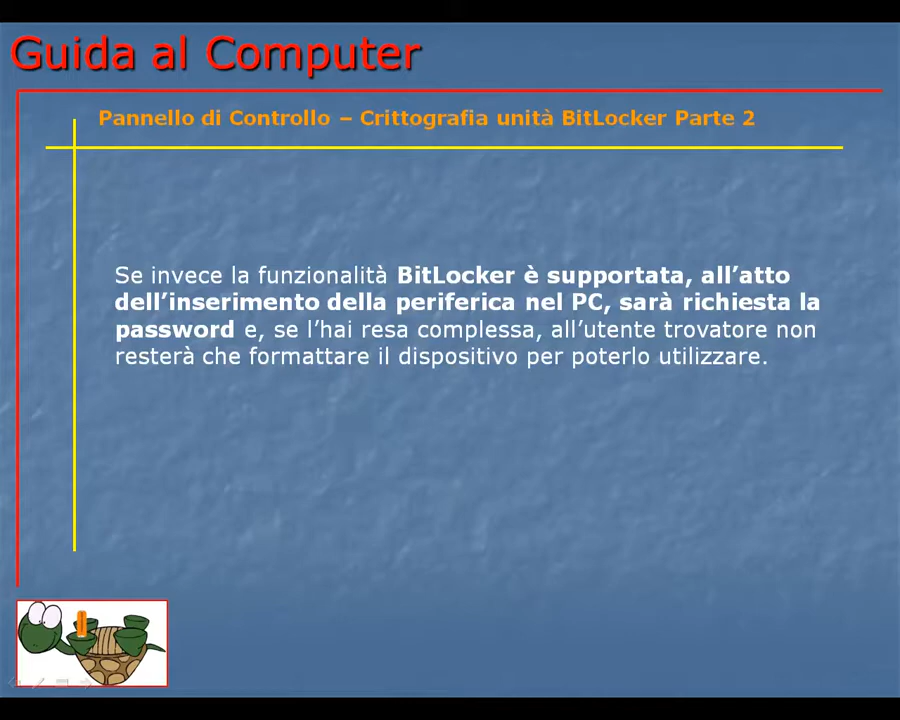 Guida al Computer
Pannello di Controllo – Crittografia unità BitLocker Parte 2
Se invece la funzionalità BitLocker è supportata, all’atto
dell’inserimento della periferica nel PC, sarà richiesta la
password e, se l’hai resa complessa, all’utente trovatore non
resterà che formattare il dispositivo per poterlo utilizzare.